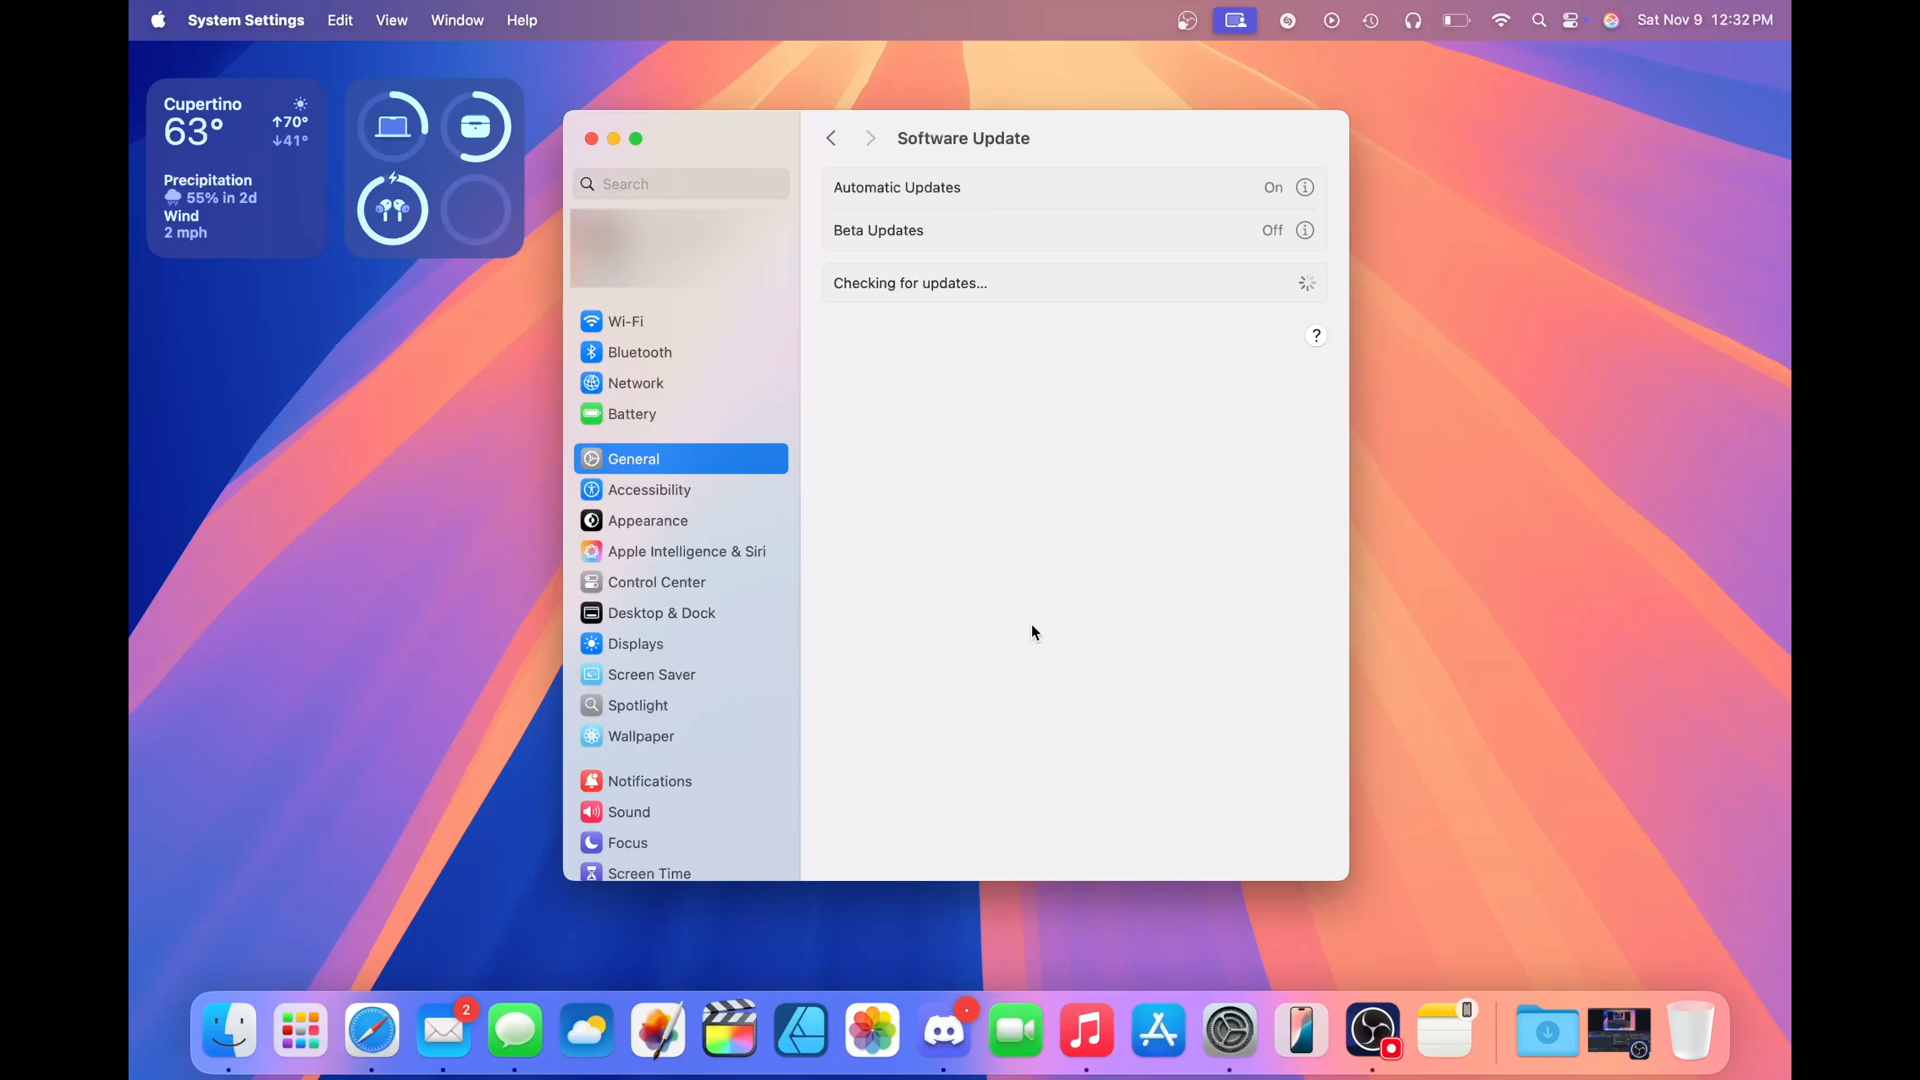 System Settings Edit View Window Help
Sat Nov 9 12:32 PM
Cupertino
63° ↑70°
↓41°
Precipitation
55% in 2d
Wind
2 mph
Software Update
Search
Automatic Updates On
Beta Updates Off
Checking for updates...
?
Wi-Fi
Bluetooth
Network
Battery
General
Accessibility
Appearance
Apple Intelligence & Siri
Control Center
Desktop & Dock
Displays
Screen Saver
Spotlight
Wallpaper
Notifications
Sound
Focus
Screen Time
2